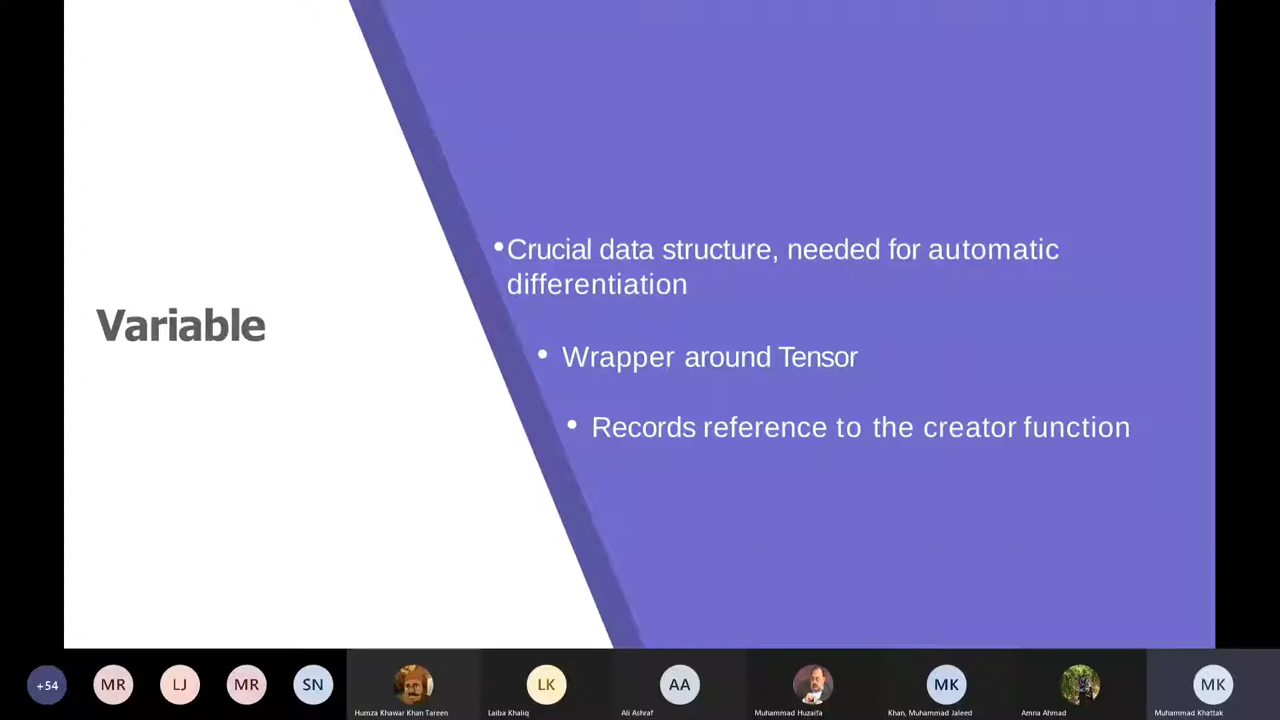 Variable
•Crucial data structure, needed for automatic
differentiation
• Wrapper around Tensor
• Records reference to the creator function
+54
MR
LJ
MR
SN
Humza Khawar Khan Tareen
LK
Laiba Khaliq
AA
Ali Ashraf
Muhammad Huzaifa
MK
Khan, Muhammad Jaleed
Amna Ahmad
MK
Muhammad Khattak